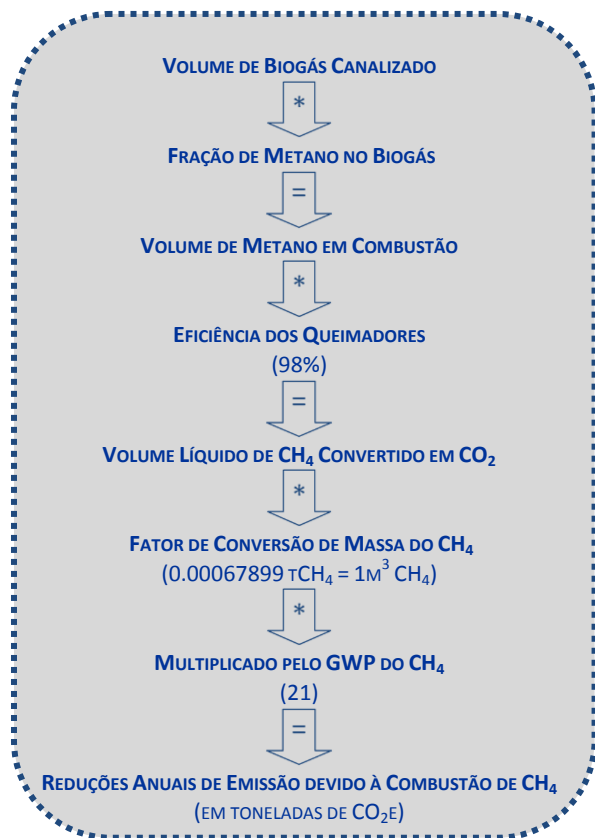 VOLUME DE BIOGÁS CANALIZADO
*
FRAÇÃO DE METANO NO BIOGÁS
=
VOLUME DE METANO EM COMBUSTÃO
*
EFICIÊNCIA DOS QUEIMADORES
(98%)
=
VOLUME LÍQUIDO DE CH₄ CONVERTIDO EM CO₂
*
FATOR DE CONVERSÃO DE MASSA DO CH₄
(0.00067899 TCH₄ = 1M³ CH₄)
*
MULTIPLICADO PELO GWP DO CH₄
(21)
=
REDUÇÕES ANUAIS DE EMISSÃO DEVIDO À COMBUSTÃO DE CH₄
(EM TONELADAS DE CO₂E)